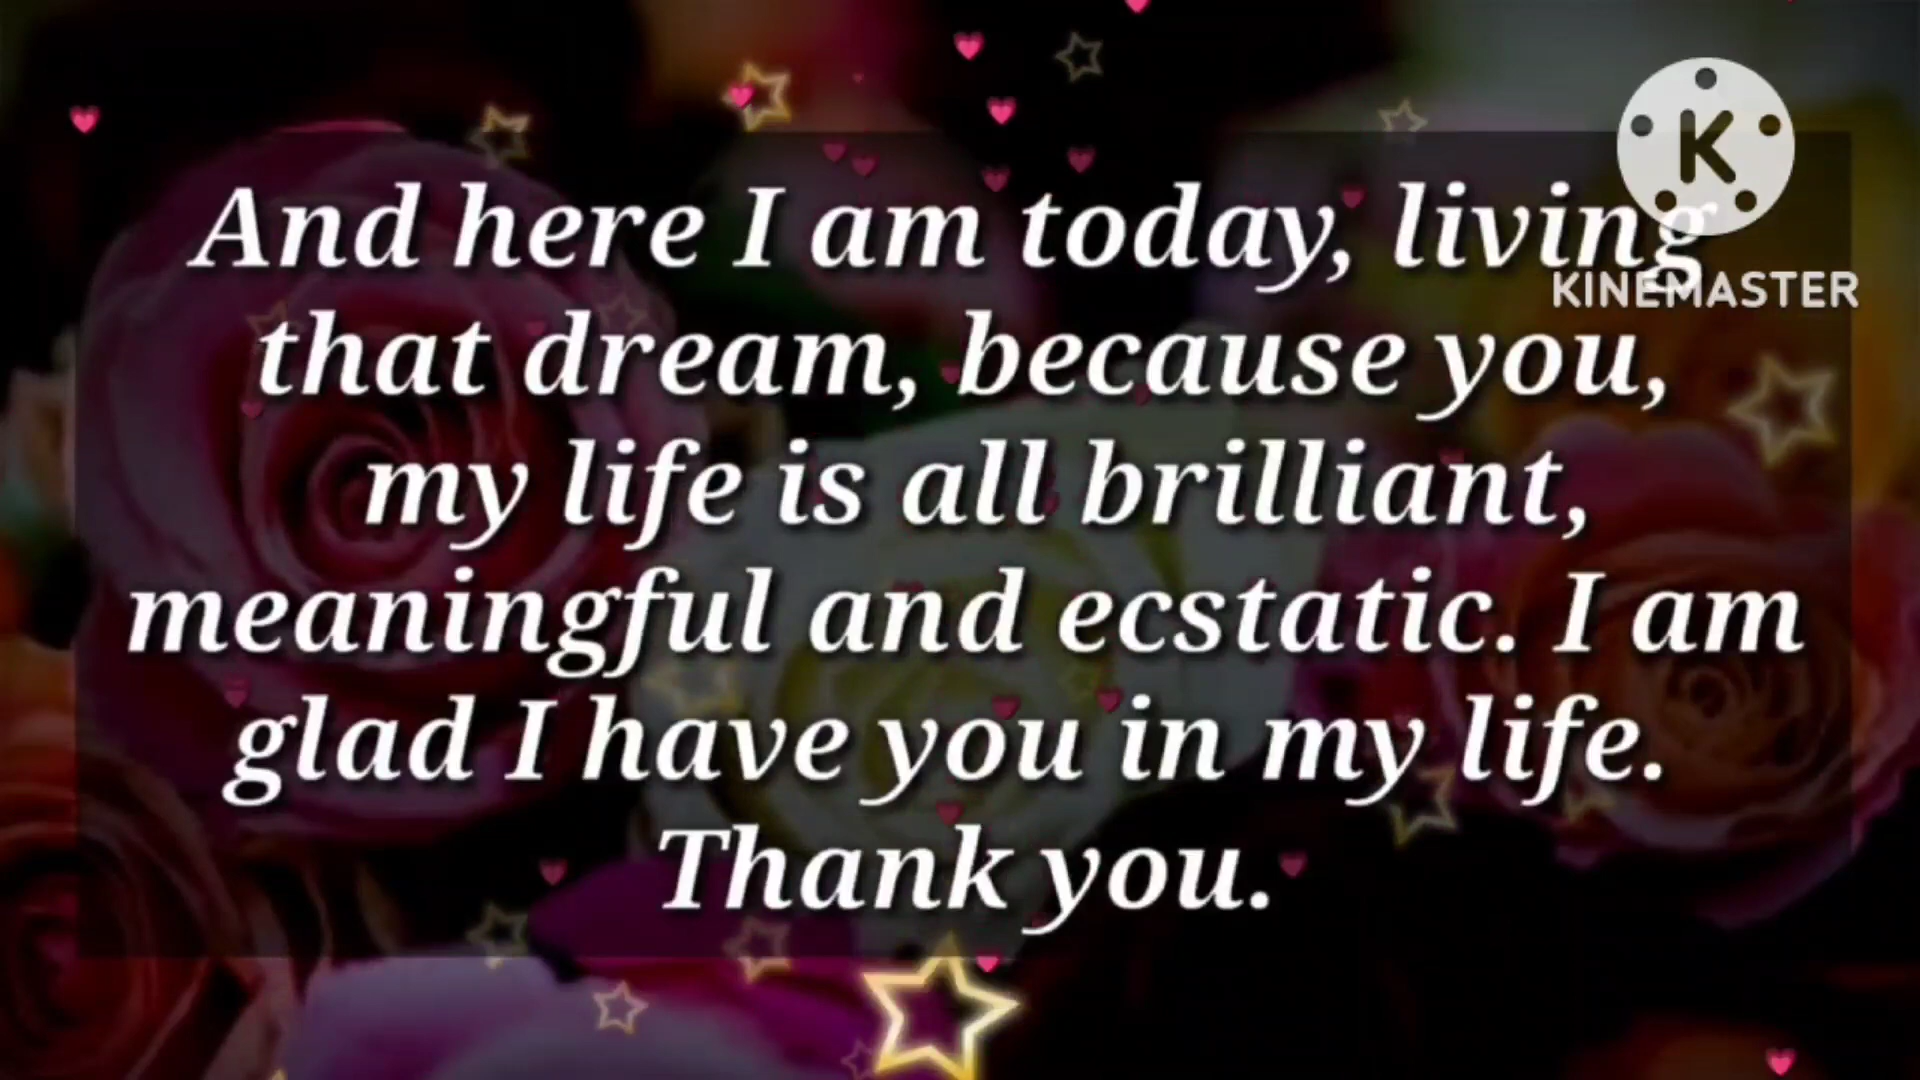 And here I am today, living
that dream, because you,
my life is all brilliant,
meaningful and ecstatic. I am
glad I have you in my life.
Thank you.
K
KINEMASTER